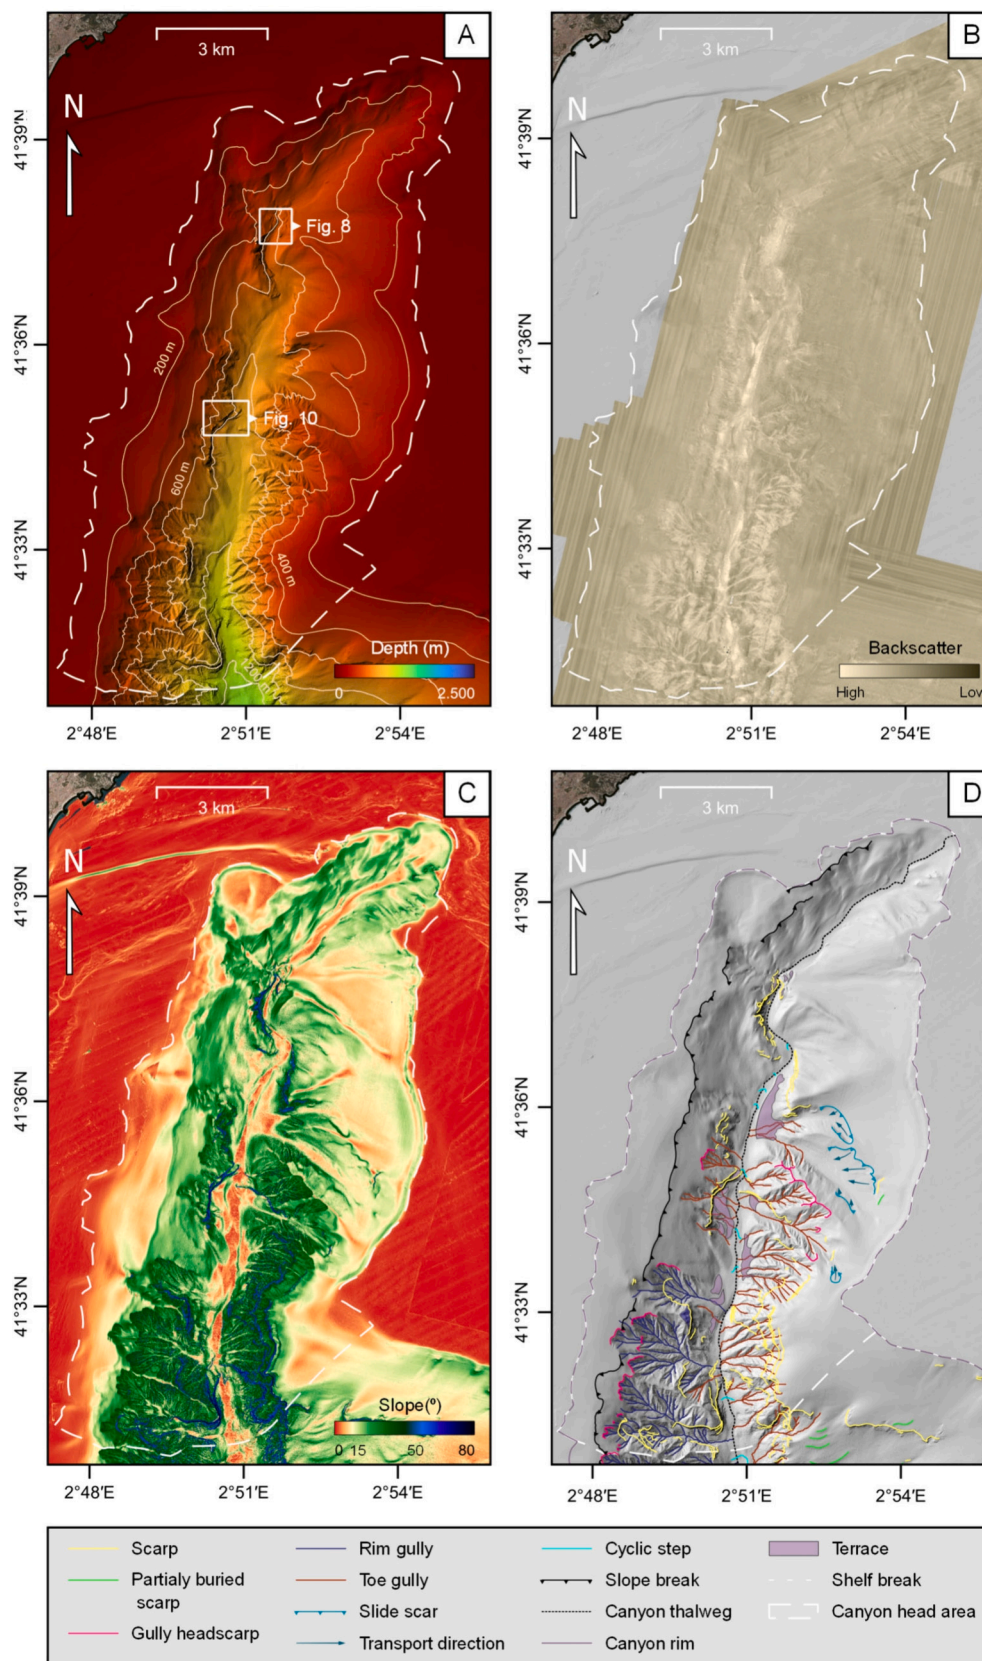 A
3 km
N
Fig. 8
200 m
Fig. 10
600 m
400 m
Depth (m)
0 2.500
41°39'N
41°36'N
41°33'N
2°48'E 2°51'E 2°54'E
B
3 km
N
Backscatter
High Low
41°39'N
41°36'N
41°33'N
2°48'E 2°51'E 2°54'E
C
3 km
N
Slope(º)
0 15 50 80
41°39'N
41°36'N
41°33'N
2°48'E 2°51'E 2°54'E
D
3 km
N
41°39'N
41°36'N
41°33'N
2°48'E 2°51'E 2°54'E
Scarp
Partialy buried
scarp
Gully headscarp
Rim gully
Toe gully
Slide scar
Transport direction
Cyclic step
Slope break
Canyon thalweg
Canyon rim
Terrace
Shelf break
Canyon head area